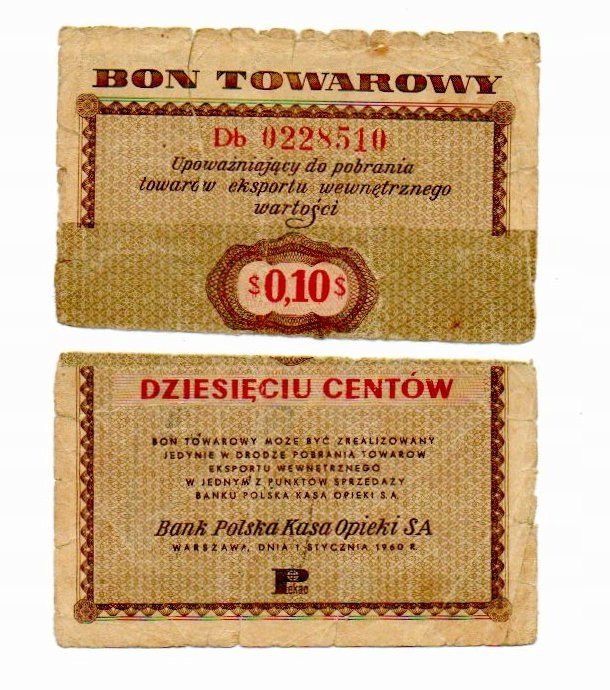 BON TOWAROWY
Db 0228510
Upoważniający do pobrania
towarów eksportu wewnętrznego
wartości
$ 0,10 $
DZIESIĘCIU CENTÓW
BON TOWAROWY MOŻE BYĆ ZREALIZOWANY
JEDYNIE W DRODZE POBRANIA TOWARÓW
EKSPORTU WEWNĘTRZNEGO
W JEDNYM Z PUNKTÓW SPRZEDAŻY
BANKU POLSKA KASA OPIEKI S.A.
Bank Polska Kasa Opieki SA
WARSZAWA, DNIA 1 STYCZNIA 1960 R.
Pekao